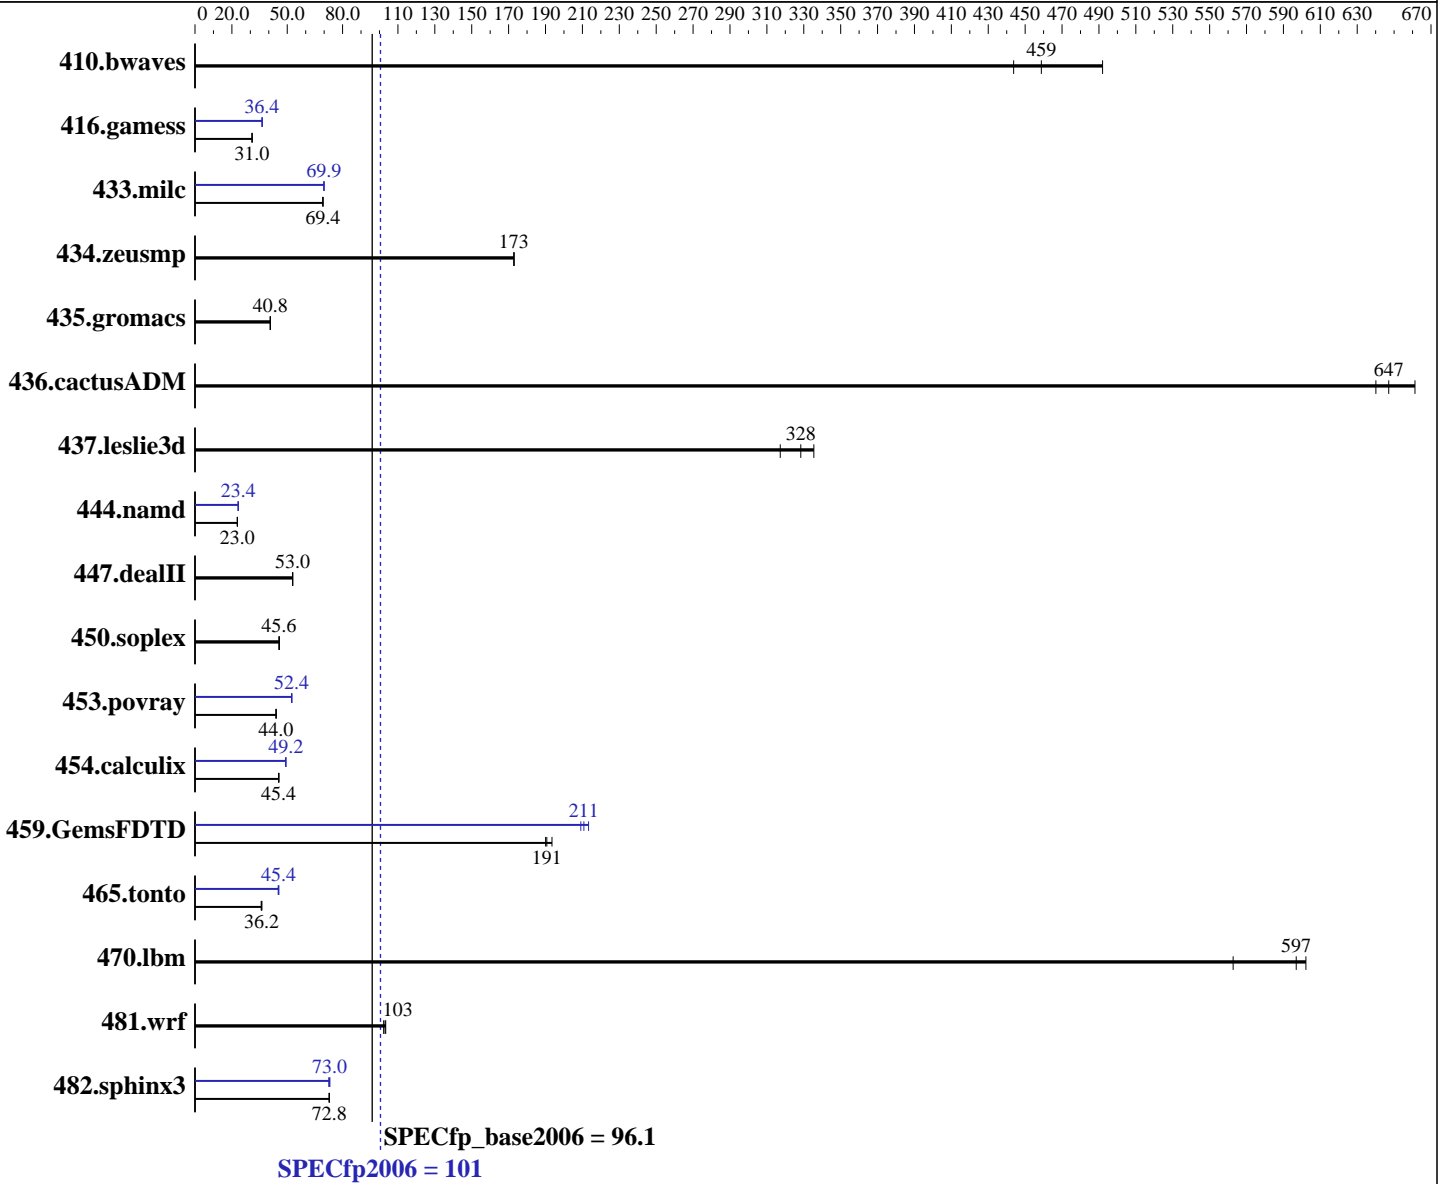 0 20.0 50.0 80.0 110 130 150 170 190 210 230 250 270 290 310 330 350 370 390 410 430 450 470 490 510 530 550 570 590 610 630 670
410.bwaves 459
416.gamess 36.4
31.0
433.milc 69.9
69.4
434.zeusmp 173
435.gromacs 40.8
436.cactusADM 647
437.leslie3d 328
444.namd 23.4
23.0
447.dealII 53.0
450.soplex 45.6
453.povray 52.4
44.0
454.calculix 49.2
45.4
459.GemsFDTD 211
191
465.tonto 45.4
36.2
470.lbm 597
481.wrf 103
482.sphinx3 73.0
72.8
SPECfp_base2006 = 96.1
SPECfp2006 = 101